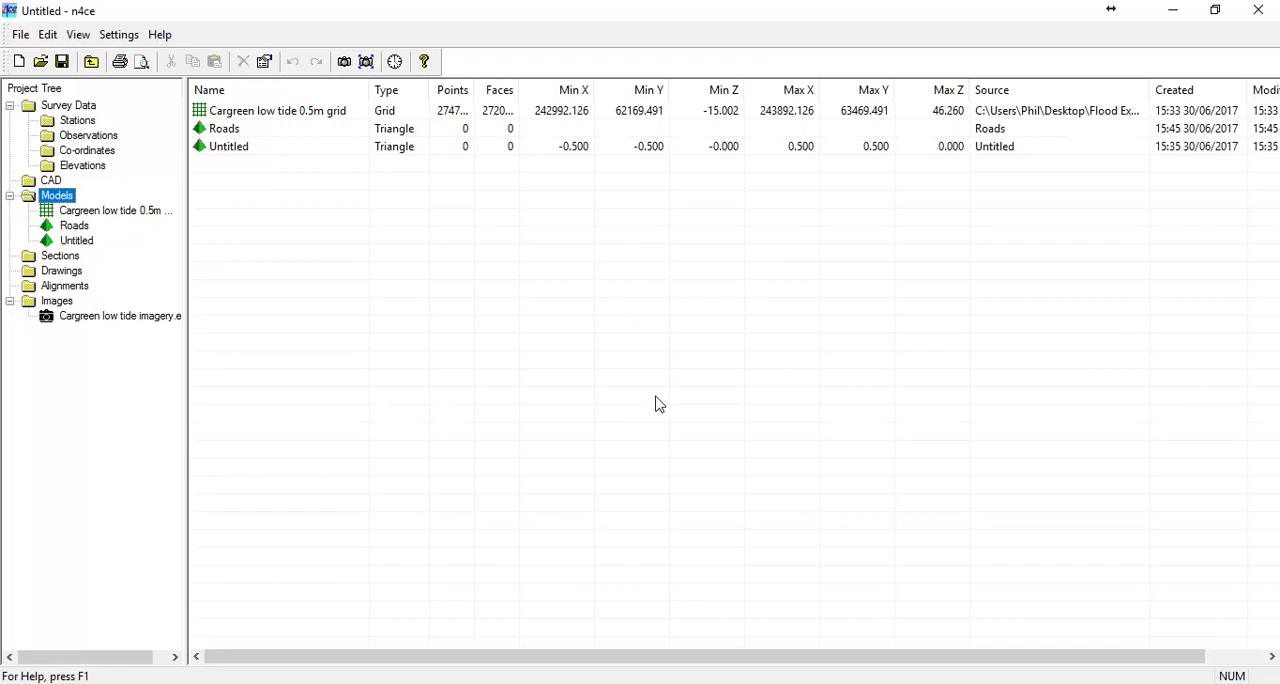 Untitled - n4ce
File Edit View Settings Help
Project Tree
Survey Data
Stations
Observations
Co-ordinates
Elevations
CAD
Models
Cargreen low tide 0.5m ...
Roads
Untitled
Sections
Drawings
Alignments
Images
Cargreen low tide imagery.e
Name Type Points Faces Min X Min Y Min Z Max X Max Y Max Z Source Created Modi
Cargreen low tide 0.5m grid Grid 2747... 2720... 242992.126 62169.491 -15.002 243892.126 63469.491 46.260 C:\Users\Phil\Desktop\Flood Ex... 15:33 30/06/2017 15:33
Roads Triangle 0 0 Roads 15:45 30/06/2017 15:45
Untitled Triangle 0 0 -0.500 -0.500 -0.000 0.500 0.500 0.000 Untitled 15:35 30/06/2017 15:35
For Help, press F1
NUM